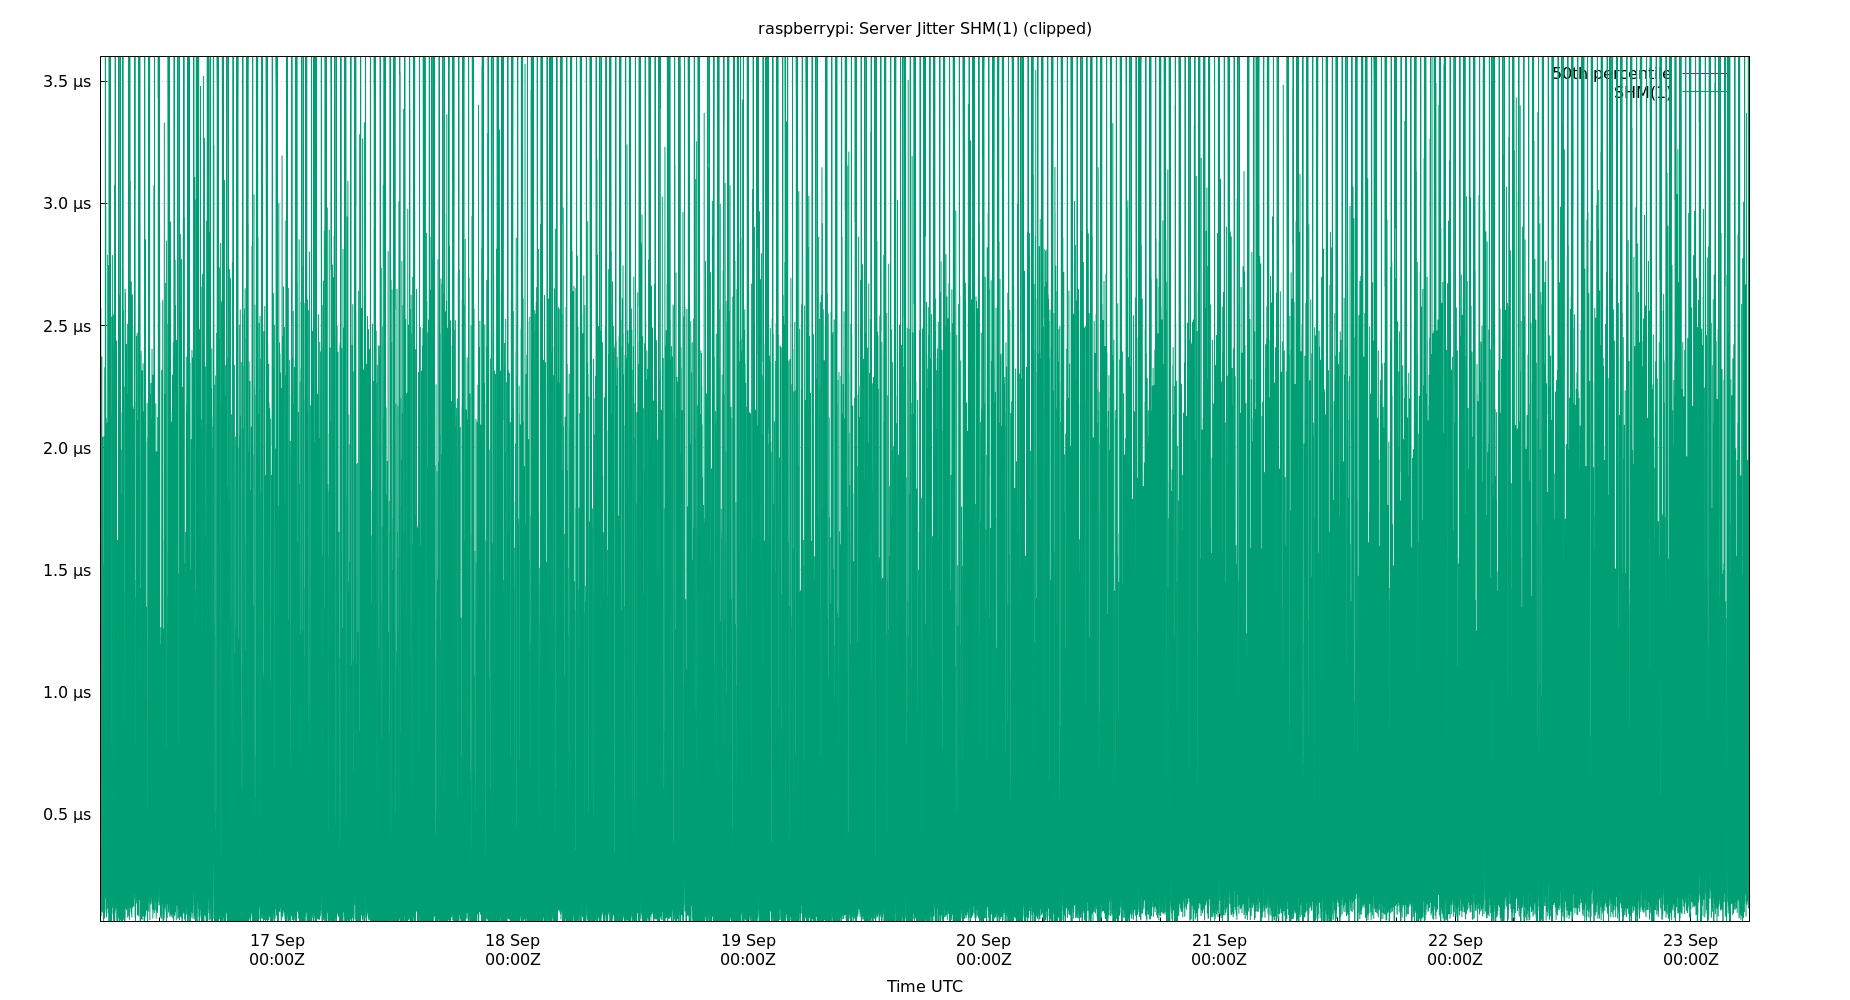 raspberrypi: Server Jitter SHM(1) (clipped)
50th percentile
SHM(1)
3.5 µs
3.0 µs
2.5 µs
2.0 µs
1.5 µs
1.0 µs
0.5 µs
17 Sep 18 Sep 19 Sep 20 Sep 21 Sep 22 Sep 23 Sep
00:00Z 00:00Z 00:00Z 00:00Z 00:00Z 00:00Z 00:00Z
Time UTC